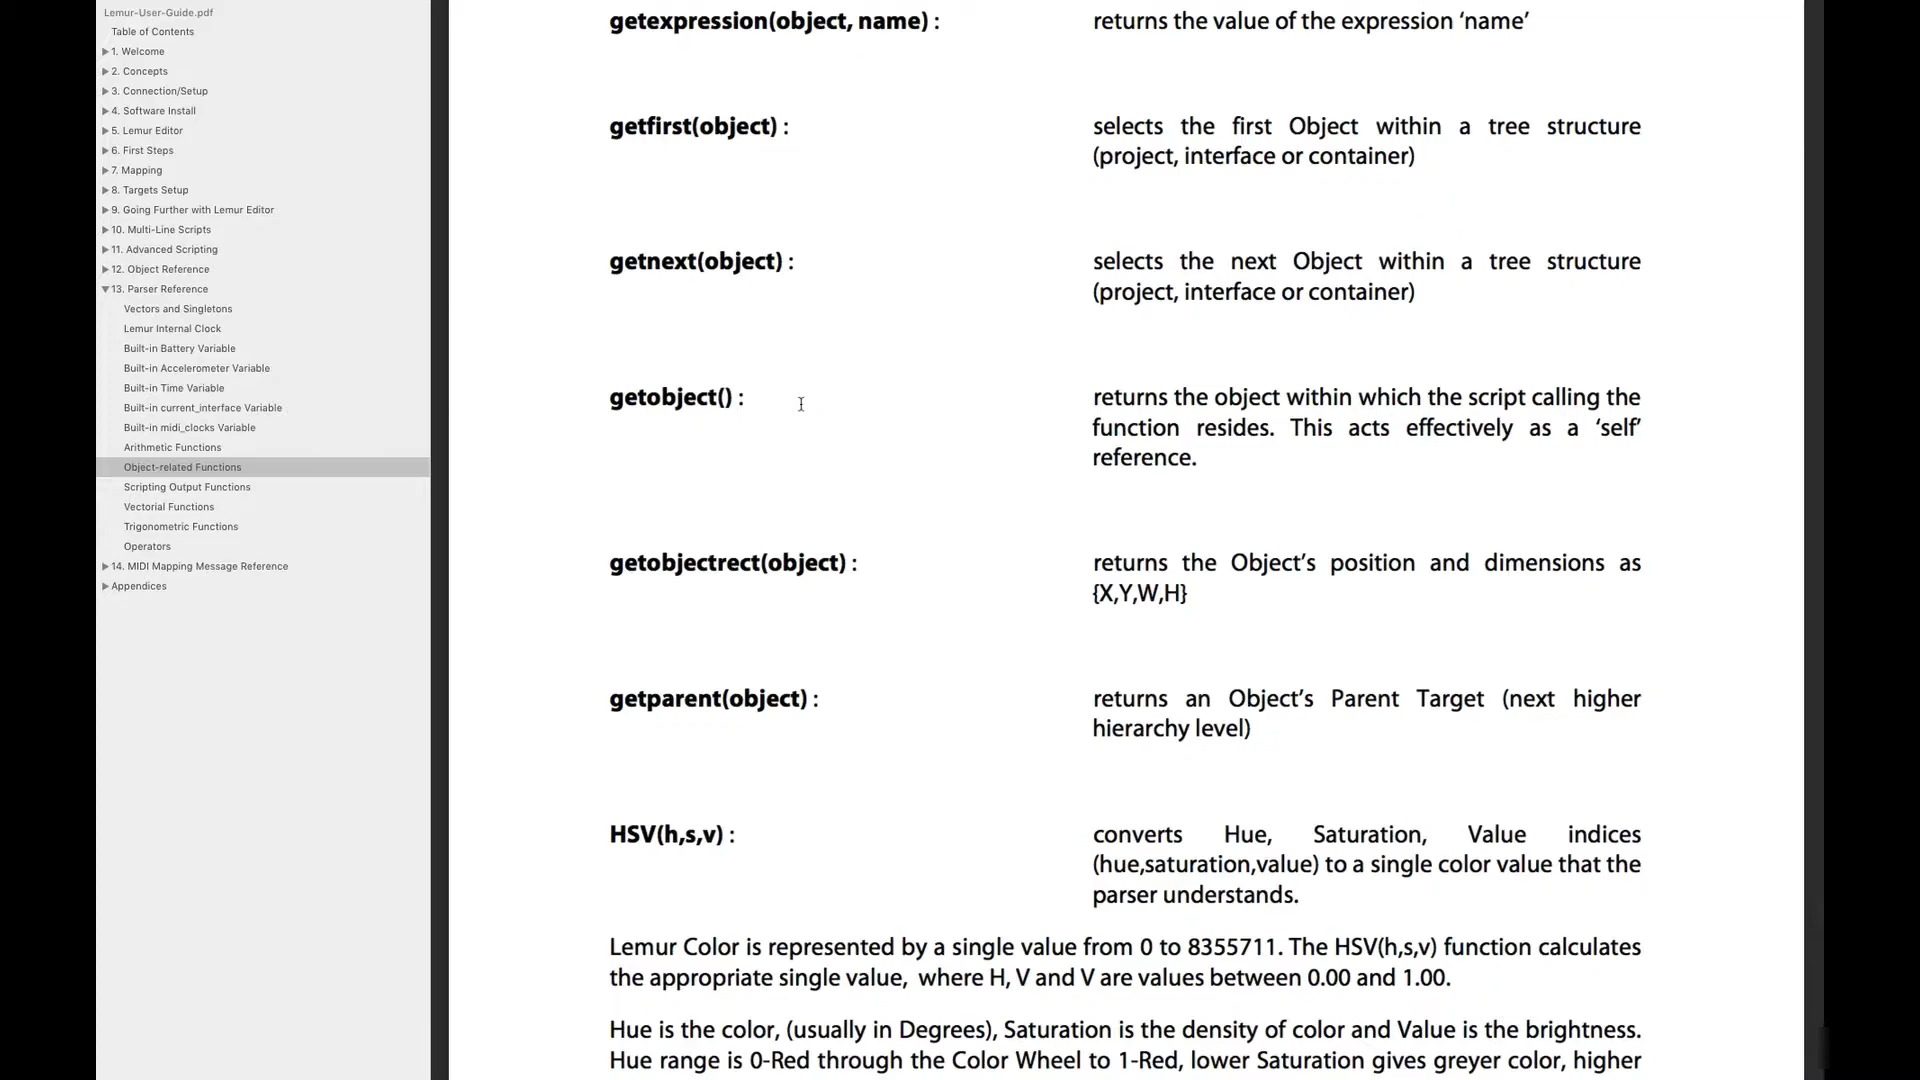 Lemur-User-Guide.pdf
Table of Contents
1. Welcome
2. Concepts
3. Connection/Setup
4. Software Install
5. Lemur Editor
6. First Steps
7. Mapping
8. Targets Setup
9. Going Further with Lemur Editor
10. Multi-Line Scripts
11. Advanced Scripting
12. Object Reference
13. Parser Reference
Vectors and Singletons
Lemur Internal Clock
Built-in Battery Variable
Built-in Accelerometer Variable
Built-in Time Variable
Built-in current_interface Variable
Built-in midi_clocks Variable
Arithmetic Functions
Object-related Functions
Scripting Output Functions
Vectorial Functions
Trigonometric Functions
Operators
14. MIDI Mapping Message Reference
Appendices
getexpression(object, name) : returns the value of the expression ‘name’
getfirst(object) : selects the first Object within a tree structure
(project, interface or container)
getnext(object) : selects the next Object within a tree structure
(project, interface or container)
getobject() : returns the object within which the script calling the
function resides. This acts effectively as a ‘self’
reference.
getobjectrect(object) : returns the Object’s position and dimensions as
{X,Y,W,H}
getparent(object) : returns an Object’s Parent Target (next higher
hierarchy level)
HSV(h,s,v) : converts Hue, Saturation, Value indices
(hue,saturation,value) to a single color value that the
parser understands.
Lemur Color is represented by a single value from 0 to 8355711. The HSV(h,s,v) function calculates
the appropriate single value, where H, V and V are values between 0.00 and 1.00.
Hue is the color, (usually in Degrees), Saturation is the density of color and Value is the brightness.
Hue range is 0-Red through the Color Wheel to 1-Red, lower Saturation gives greyer color, higher